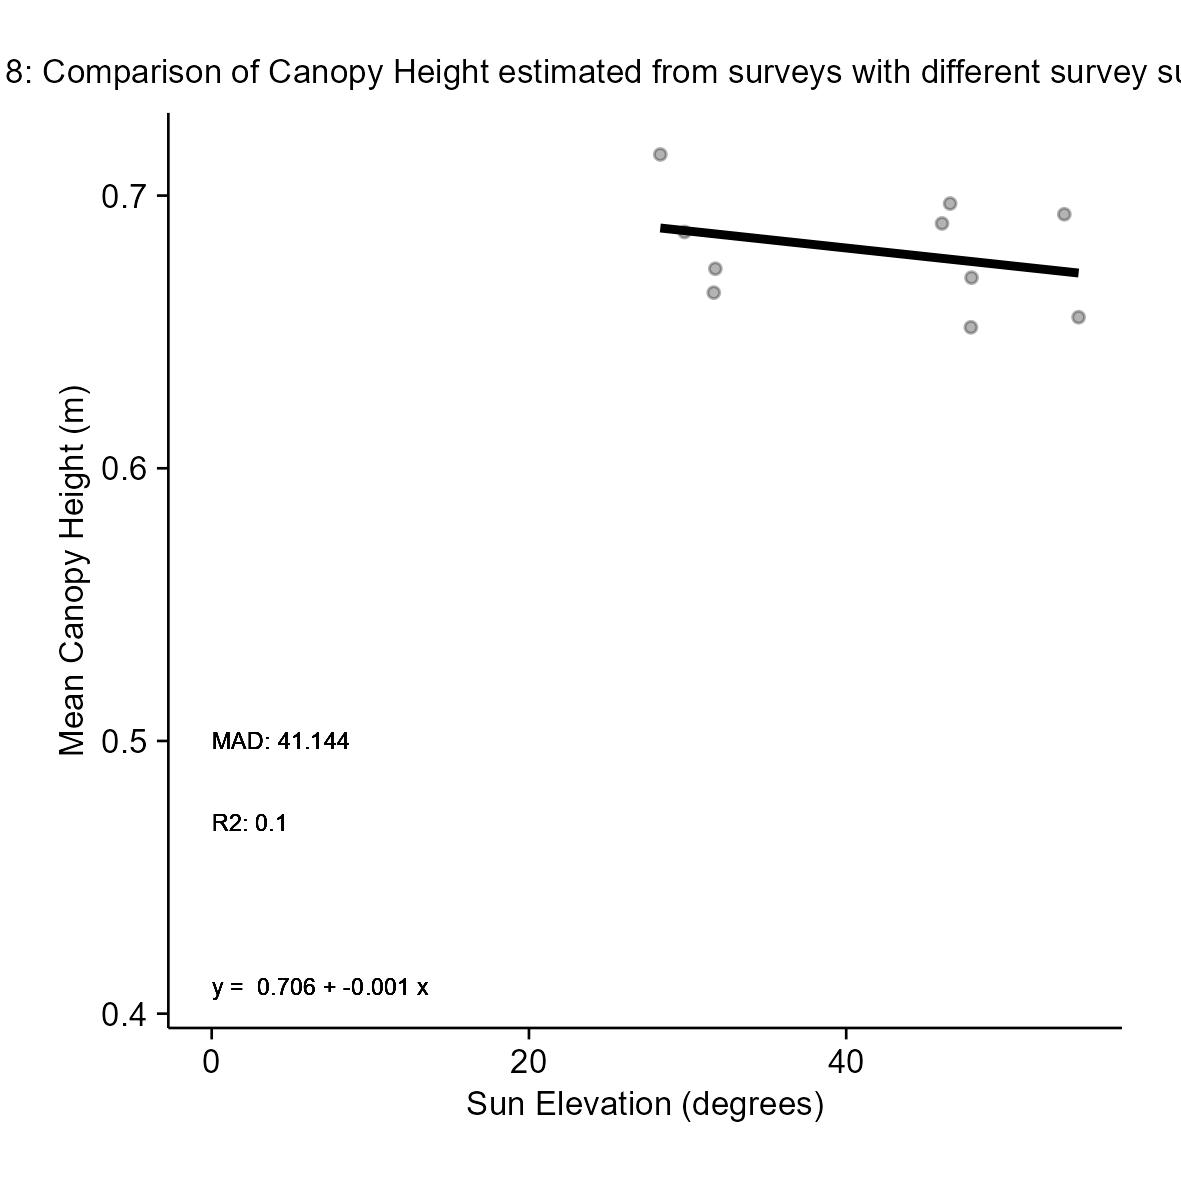 8: Comparison of Canopy Height estimated from surveys with different survey
Mean Canopy Height (m)
0.7
0.6
0.5
0.4
MAD: 41.144
R2: 0.1
y = 0.706 + -0.001 x
0
20
40
Sun Elevation (degrees)